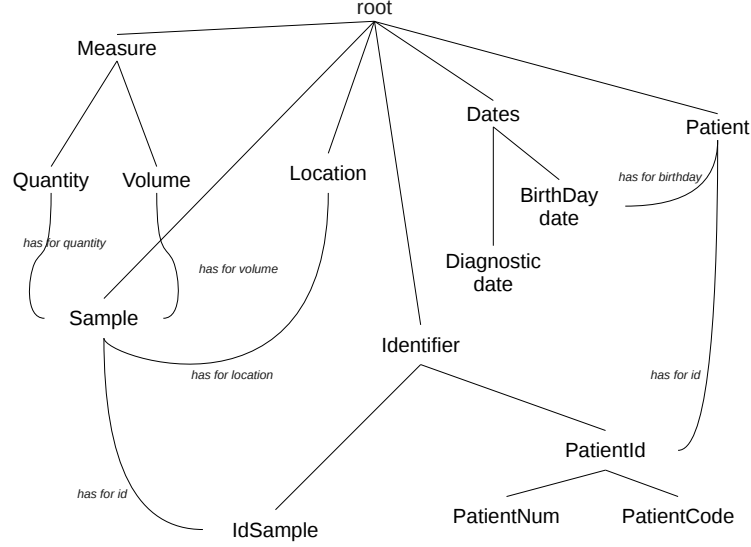 root
Measure
Dates
Patient
Quantity
Volume
Location
has for birthday
BirthDay
date
has for quantity
has for volume
Diagnostic
date
Sample
Identifier
has for location
has for id
PatientId
has for id
IdSample
PatientNum
PatientCode